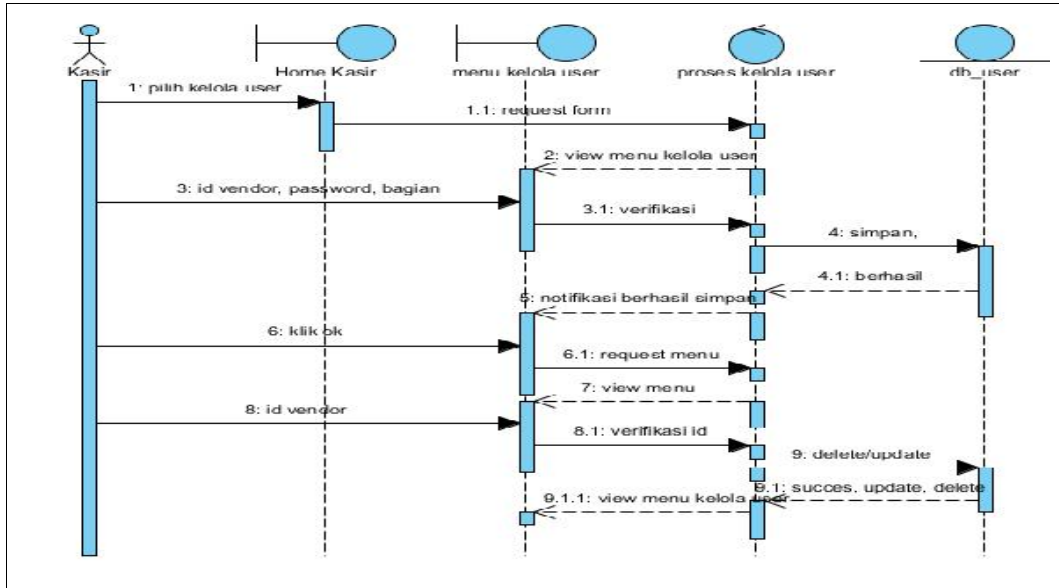 Kasir
Home Kasir
menu kelola user
proses kelola user
db_user
1: pilih kelola user
1.1: request form
2: view menu kelola user
3: id vendor, password, bagian
3.1: verifikasi
4: simpan,
4.1: berhasil
5: notifikasi berhasil simpan
6: klik ok
6.1: request menu
7: view menu
8: id vendor
8.1: verifikasi id
9: delete/update
9.1: succes, update, delete
9.1.1: view menu kelola user